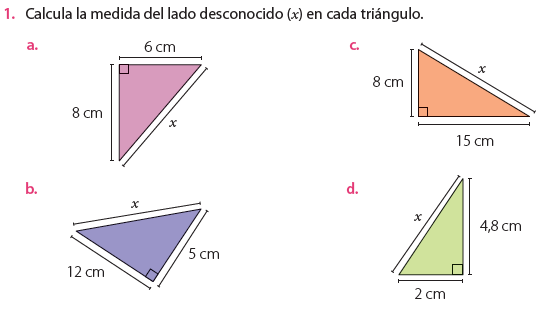 1. Calcula la medida del lado desconocido (x) en cada triángulo.
a.
6 cm
8 cm
x
c.
8 cm
x
15 cm
b.
x
12 cm
5 cm
d.
x
4,8 cm
2 cm